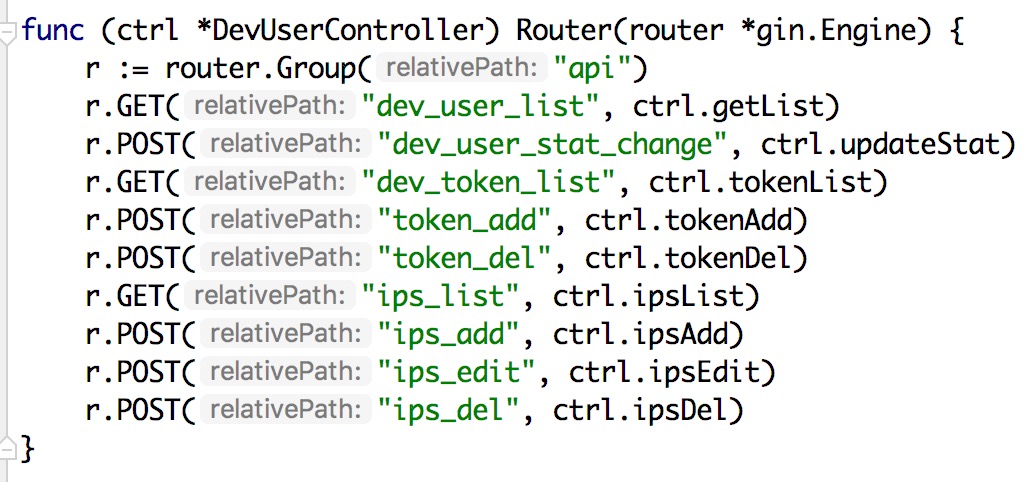 func (ctrl *DevUserController) Router(router *gin.Engine) {
r := router.Group( relativePath: "api")
r.GET( relativePath: "dev_user_list", ctrl.getList)
r.POST( relativePath: "dev_user_stat_change", ctrl.updateStat)
r.GET( relativePath: "dev_token_list", ctrl.tokenList)
r.POST( relativePath: "token_add", ctrl.tokenAdd)
r.POST( relativePath: "token_del", ctrl.tokenDel)
r.GET( relativePath: "ips_list", ctrl.ipsList)
r.POST( relativePath: "ips_add", ctrl.ipsAdd)
r.POST( relativePath: "ips_edit", ctrl.ipsEdit)
r.POST( relativePath: "ips_del", ctrl.ipsDel)
}